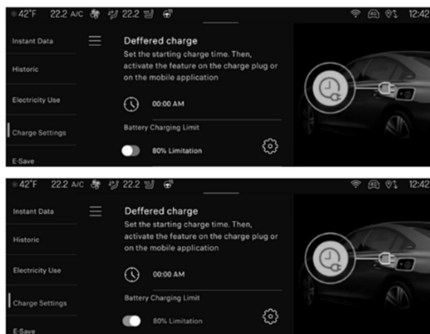 42°F 22.2 A/C 22.2 12:42
Instant Data
Historic
Electricity Use
Charge Settings
E-Save
Deffered charge
Set the starting charge time. Then,
activate the feature on the charge plug or
on the mobile application
00:00 AM
Battery Charging Limit
80% Limitation
42°F 22.2 A/C 22.2 12:42
Instant Data
Historic
Electricity Use
Charge Settings
E-Save
Deffered charge
Set the starting charge time. Then,
activate the feature on the charge plug or
on the mobile application
00:00 AM
Battery Charging Limit
80% Limitation